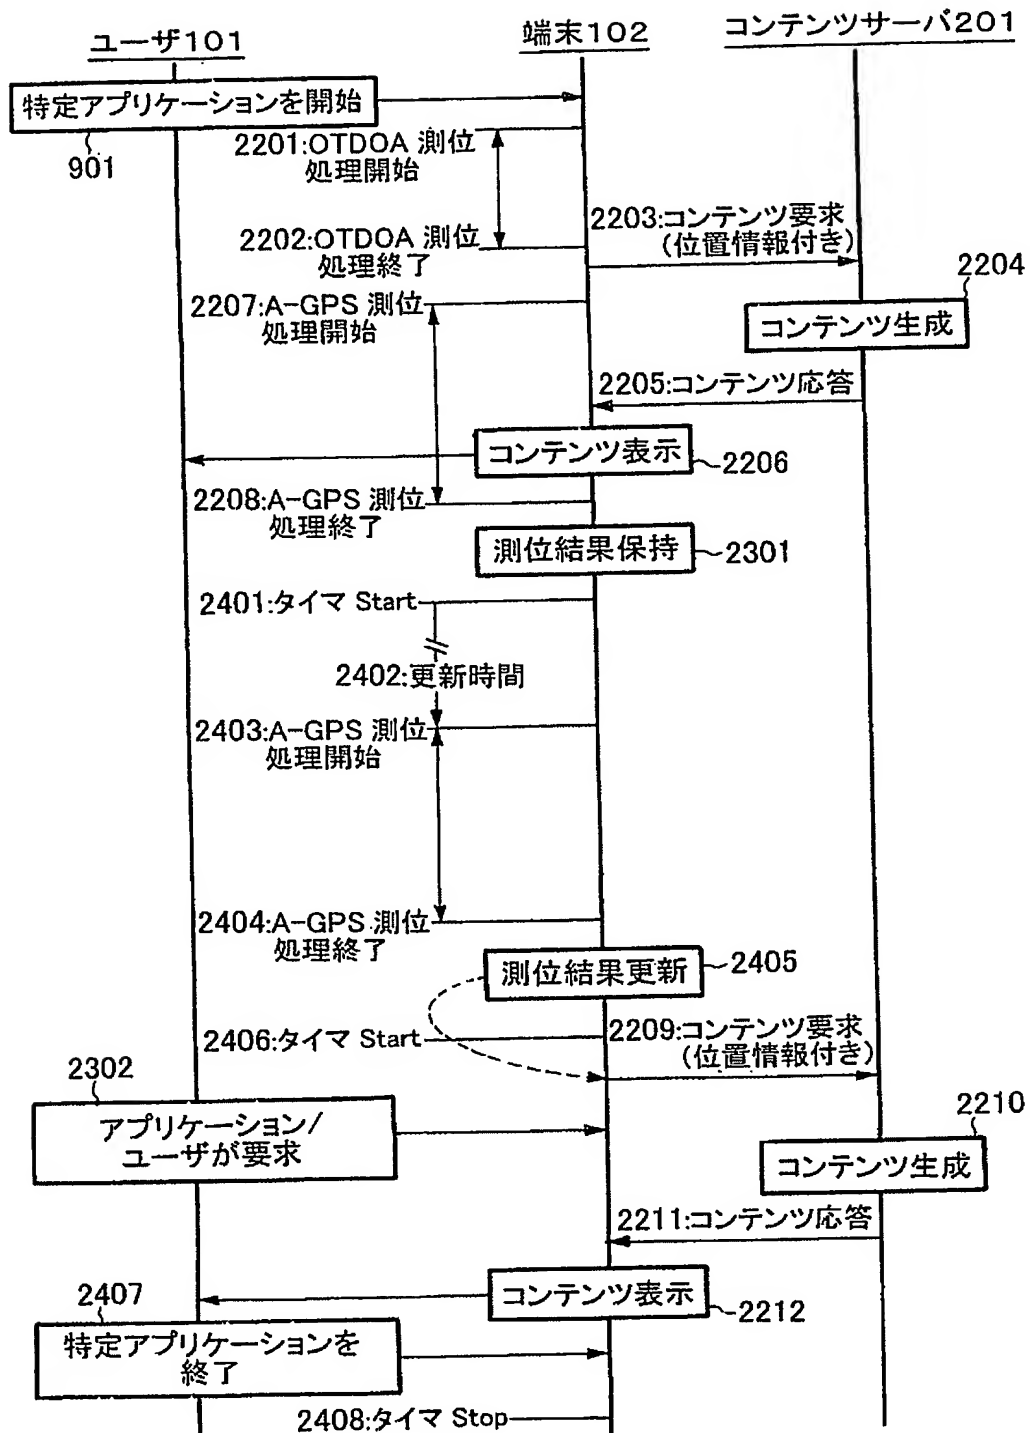 ユーザ101
端末102
コンテンツサーバ201
特定アプリケーションを開始
901
2201:OTDOA 測位
処理開始
2202:OTDOA 測位
処理終了
2203:コンテンツ要求
(位置情報付き)
2204
2207:A-GPS 測位
処理開始
コンテンツ生成
2205:コンテンツ応答
コンテンツ表示
2206
2208:A-GPS 測位
処理終了
測位結果保持
2301
2401:タイマ Start
2402:更新時間
2403:A-GPS 測位
処理開始
2404:A-GPS 測位
処理終了
測位結果更新
2405
2406:タイマ Start
2209:コンテンツ要求
(位置情報付き)
2302
アプリケーション/
ユーザが要求
2210
コンテンツ生成
2211:コンテンツ応答
コンテンツ表示
2212
2407
特定アプリケーションを
終了
2408:タイマ Stop